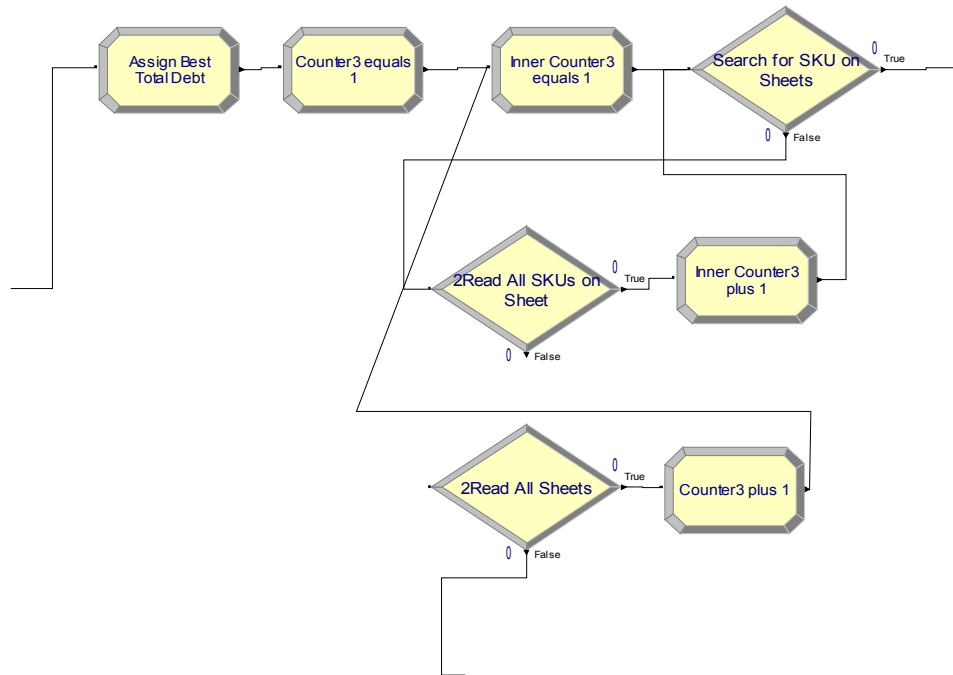 Assign Best
Total Debt
Counter3 equals
1
Inner Counter3
equals 1
Search for SKU on
Sheets
0
True
0
False
2Read All SKUs on
Sheet
0
True
0
False
Inner Counter3
plus 1
2Read All Sheets
0
True
0
False
Counter3 plus 1